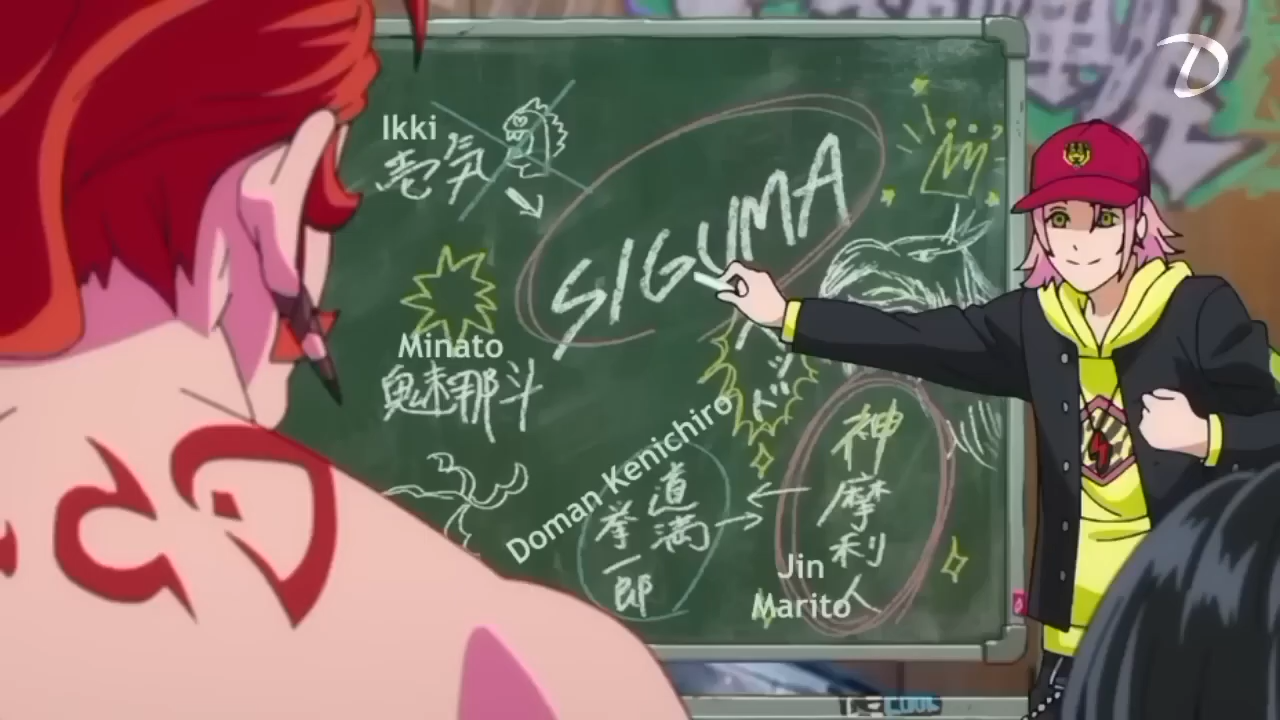 Ikki
壱気
SIGUMA
Minato
魅那斗
Doman Kenichiro
道満
拳一郎
神
摩
利
人
Jin
Marito
D
COOL